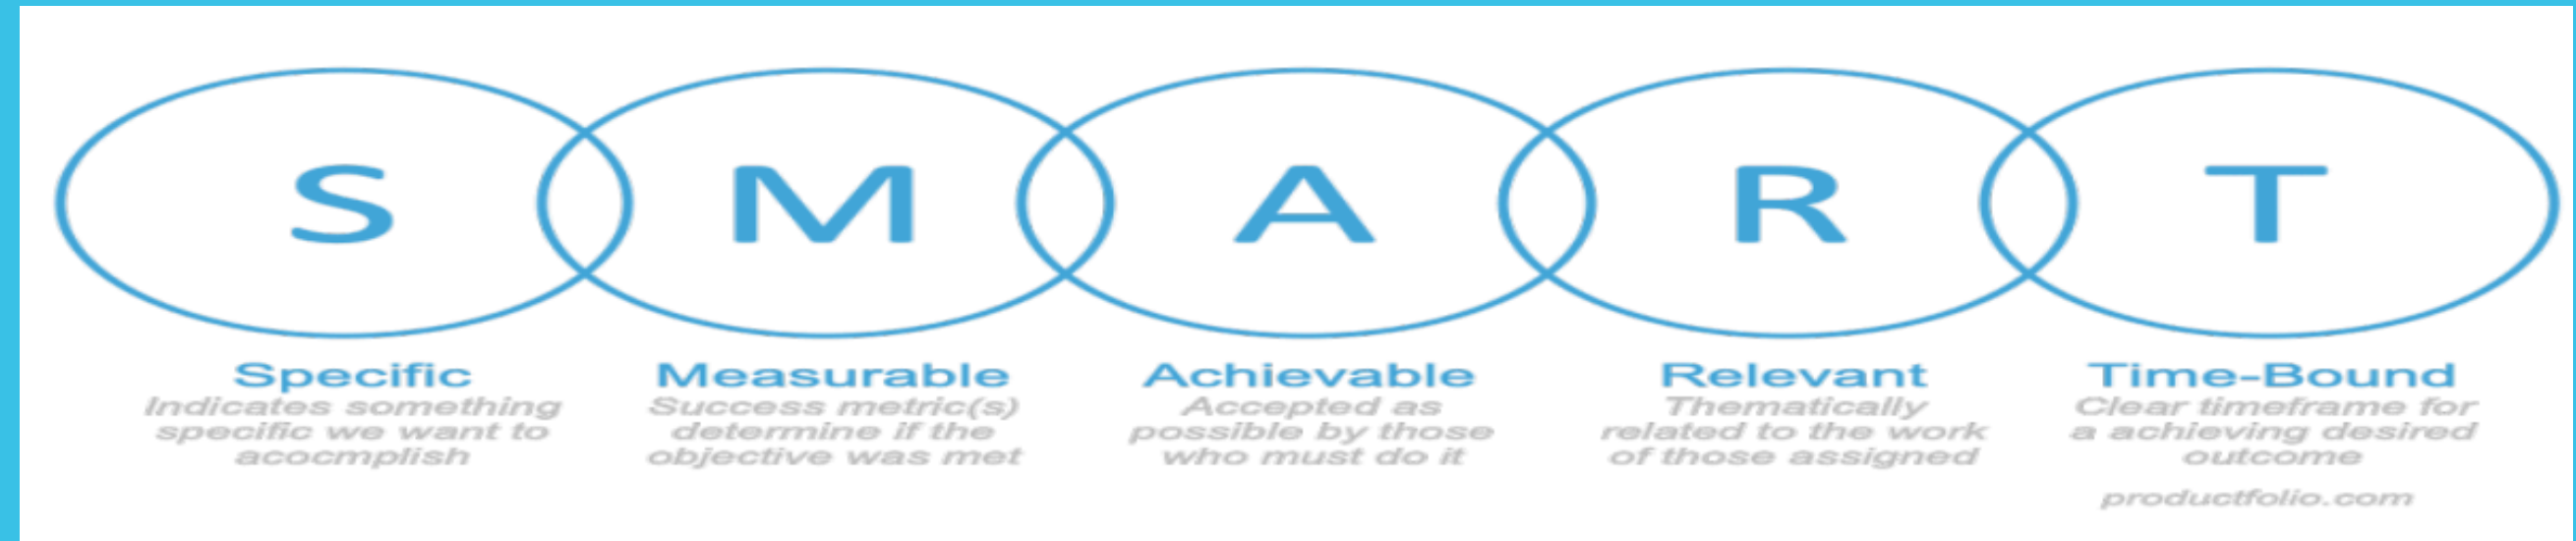 S M A R T
Specific
Indicates something
specific we want to
acocmplish
Measurable
Success metric(s)
determine if the
objective was met
Achievable
Accepted as
possible by those
who must do it
Relevant
Thematically
related to the work
of those assigned
Time-Bound
Clear timeframe for
a achieving desired
outcome
productfolio.com